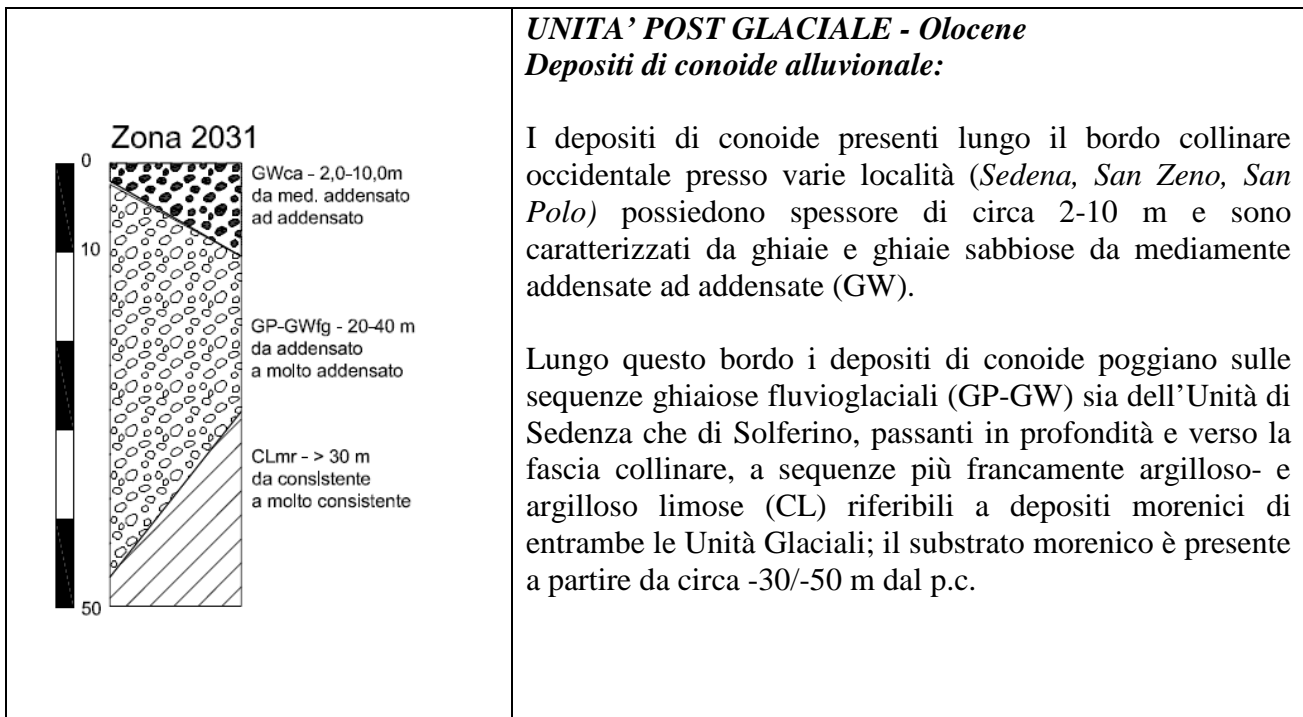 Zona 2031
0
10
50
GWca - 2,0-10,0m
da med. addensato
ad addensato
GP-GWfg - 20-40 m
da addensato
a molto addensato
CLmr - > 30 m
da consistente
a molto consistente
UNITA’ POST GLACIALE - Olocene
Depositi di conoide alluvionale:
I depositi di conoide presenti lungo il bordo collinare
occidentale presso varie località (Sedena, San Zeno, San
Polo) possiedono spessore di circa 2-10 m e sono
caratterizzati da ghiaie e ghiaie sabbiose da mediamente
addensate ad addensate (GW).
Lungo questo bordo i depositi di conoide poggiano sulle
sequenze ghiaiose fluvioglaciali (GP-GW) sia dell’Unità di
Sedenza che di Solferino, passanti in profondità e verso la
fascia collinare, a sequenze più francamente argilloso- e
argilloso limose (CL) riferibili a depositi morenici di
entrambe le Unità Glaciali; il substrato morenico è presente
a partire da circa -30/-50 m dal p.c.